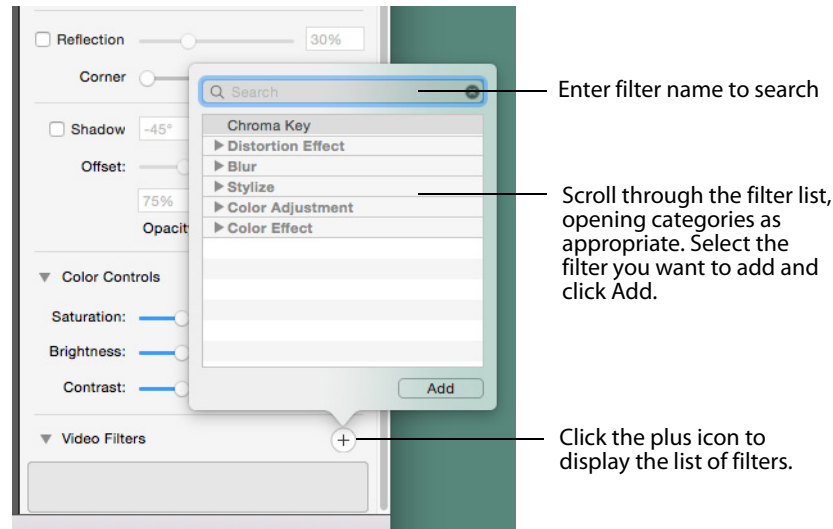 Reflection 30%
Corner
Search
Enter filter name to search
Chroma Key
Shadow -45°
Distortion Effect
Offset:
Blur
Stylize
75%
Color Adjustment
Opacit
Color Effect
Scroll through the filter list,
opening categories as
appropriate. Select the
filter you want to add and
click Add.
Color Controls
Saturation:
Brightness:
Contrast:
Add
Video Filters
Click the plus icon to
display the list of filters.